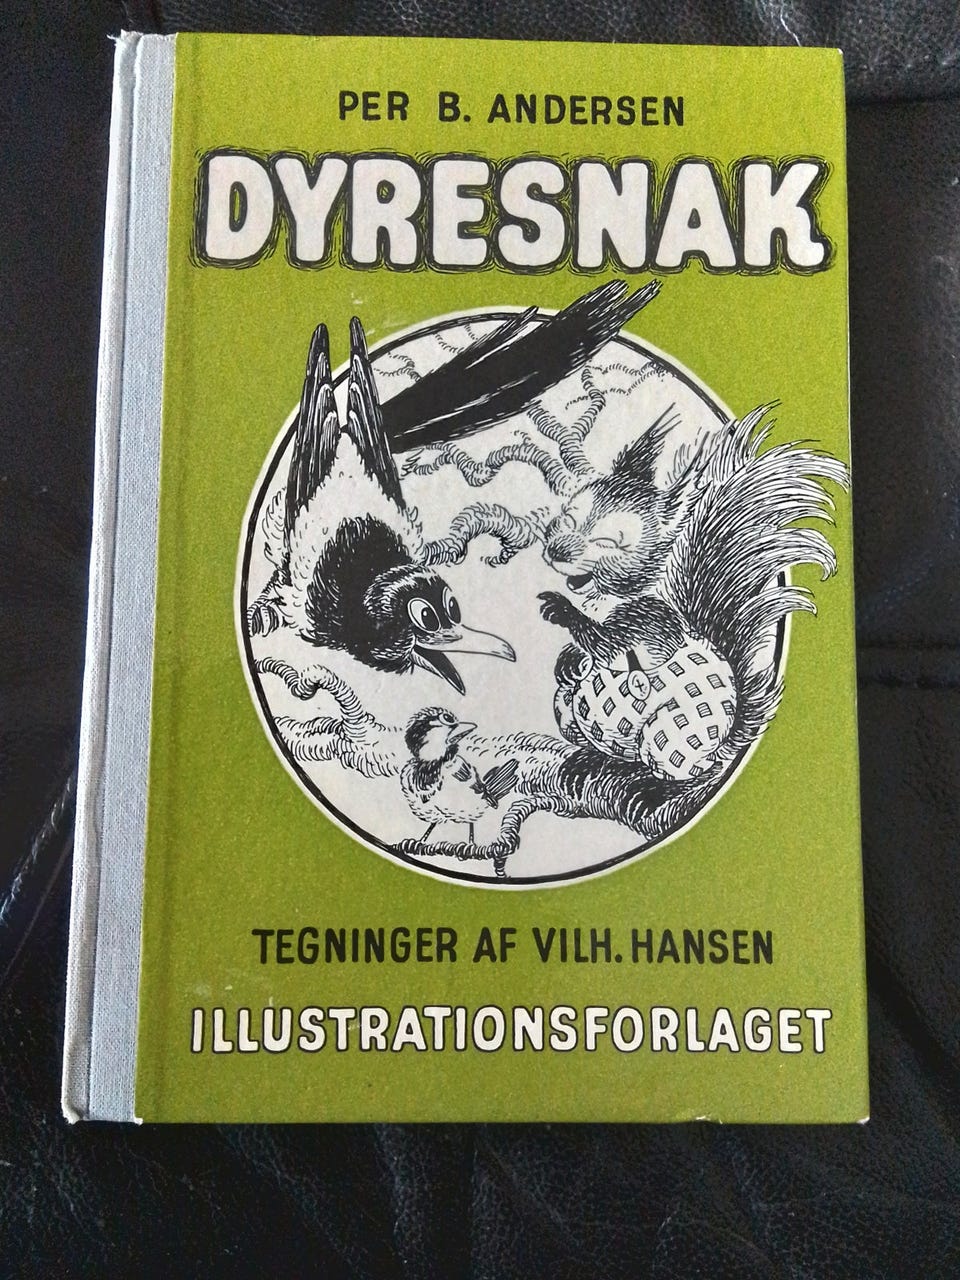 PER B. ANDERSEN
DYRESNAK
TEGNINGER AF VILH. HANSEN
ILLUSTRATIONSFORLAGET